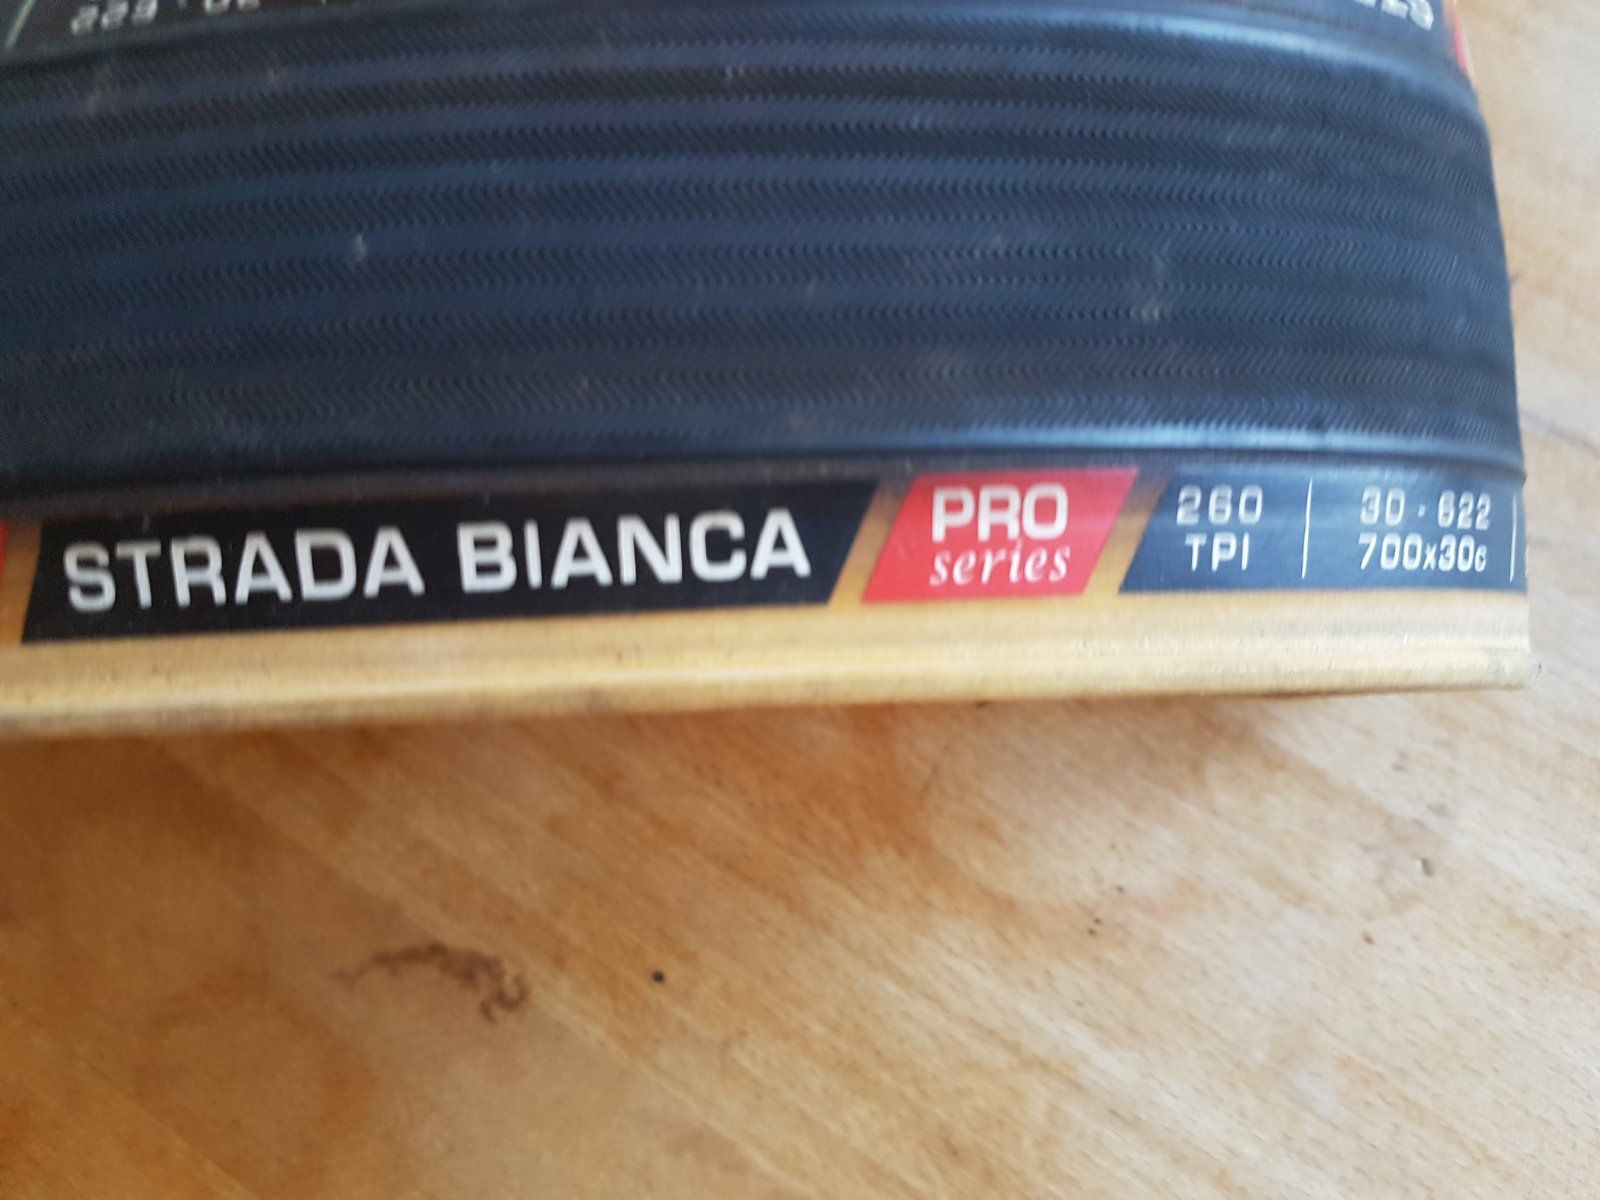 STRADA BIANCA
PRO
series
260
TPI
30 - 622
700x30c